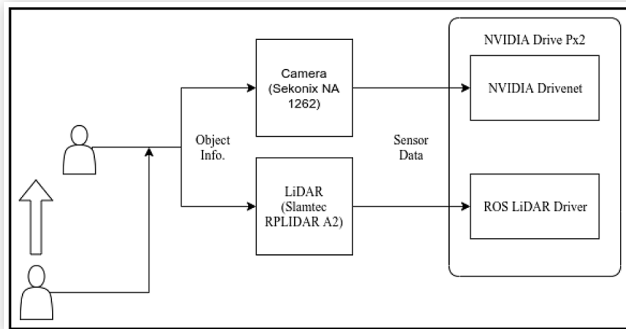 NVIDIA Drive Px2
Camera
(Sekonix NA
1262)
NVIDIA Drivenet
Object
Info.
Sensor
Data
LiDAR
(Slamtec
RPLIDAR A2)
ROS LiDAR Driver